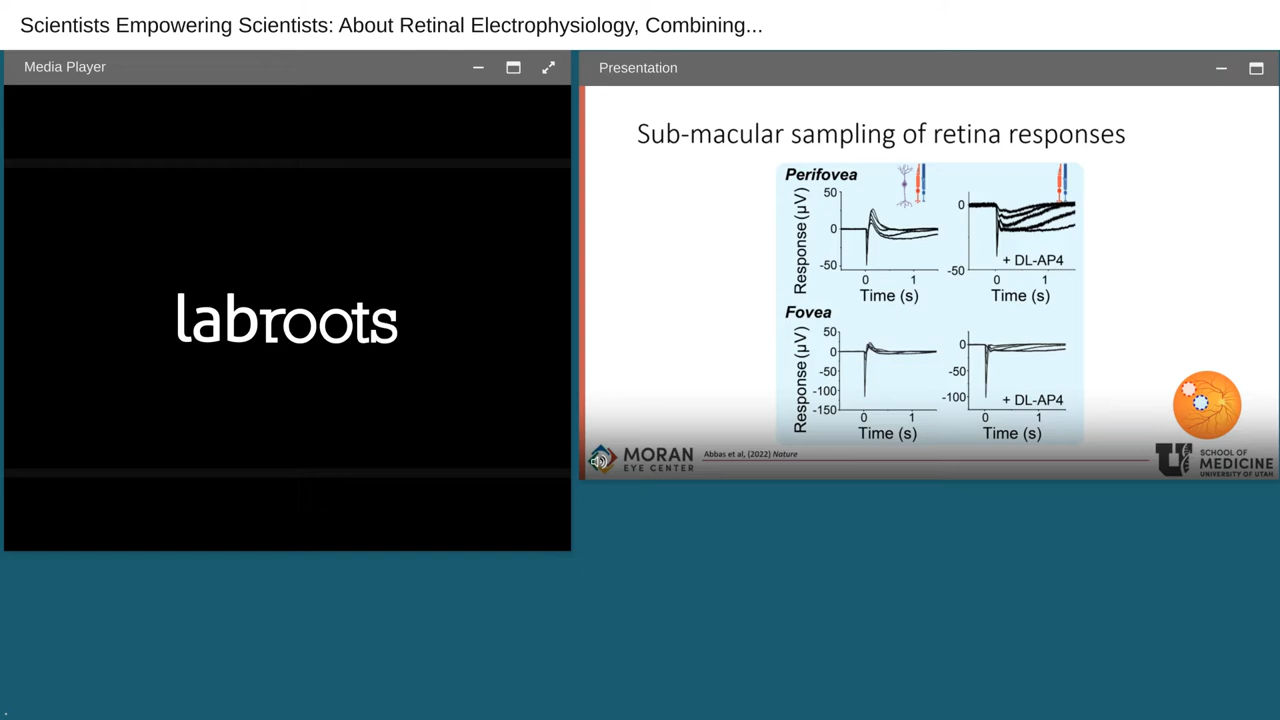 Scientists Empowering Scientists: About Retinal Electrophysiology, Combining...
Media Player
labroots
Presentation
Sub-macular sampling of retina responses
Perifovea
Response (µV)
50
0
-50
0
1
Time (s)
0
-50
+ DL-AP4
0
1
Time (s)
Fovea
Response (µV)
50
0
-50
-100
-150
0
1
Time (s)
0
-50
-100
+ DL-AP4
0
1
Time (s)
MORAN
EYE CENTER
Abbas et al, (2022) Nature
U
SCHOOL OF
MEDICINE
UNIVERSITY OF UTAH